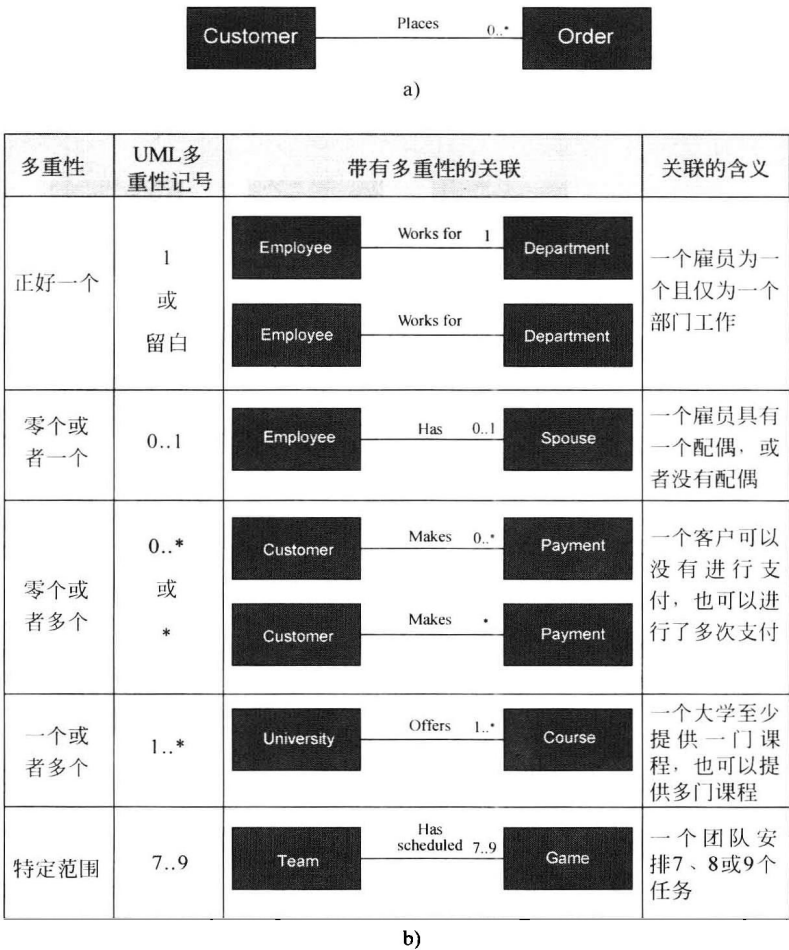 Customer Places 0..* Order
a)
多重性 UML多重性记号 带有多重性的关联 关联的含义
正好一个
1
或
留白
Employee Works for 1 Department
Employee Works for Department
一个雇员为一
个且仅为一个
部门工作
零个或
者一个
0..1
Employee Has 0..1 Spouse
一个雇员具有
一个配偶，或
者没有配偶
零个或
者多个
0..*
或
*
Customer Makes 0..* Payment
Customer Makes * Payment
一个客户可以
没有进行支
付，也可以进
行了多次支付
一个或
者多个
1..*
University Offers 1..* Course
一个大学至少
提供一门课
程，也可以提
供多门课程
特定范围
7..9
Team Has scheduled 7..9 Game
一个团队安
排7、8或9个
任务
b)